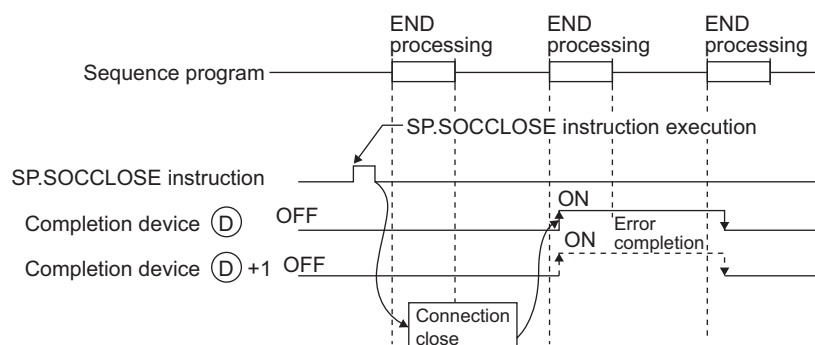 END processing
END processing
END processing
Sequence program
SP.SOCCLOSE instruction execution
SP.SOCCLOSE instruction
Completion device D OFF ON
Error completion
Completion device D +1 OFF ON
Connection close